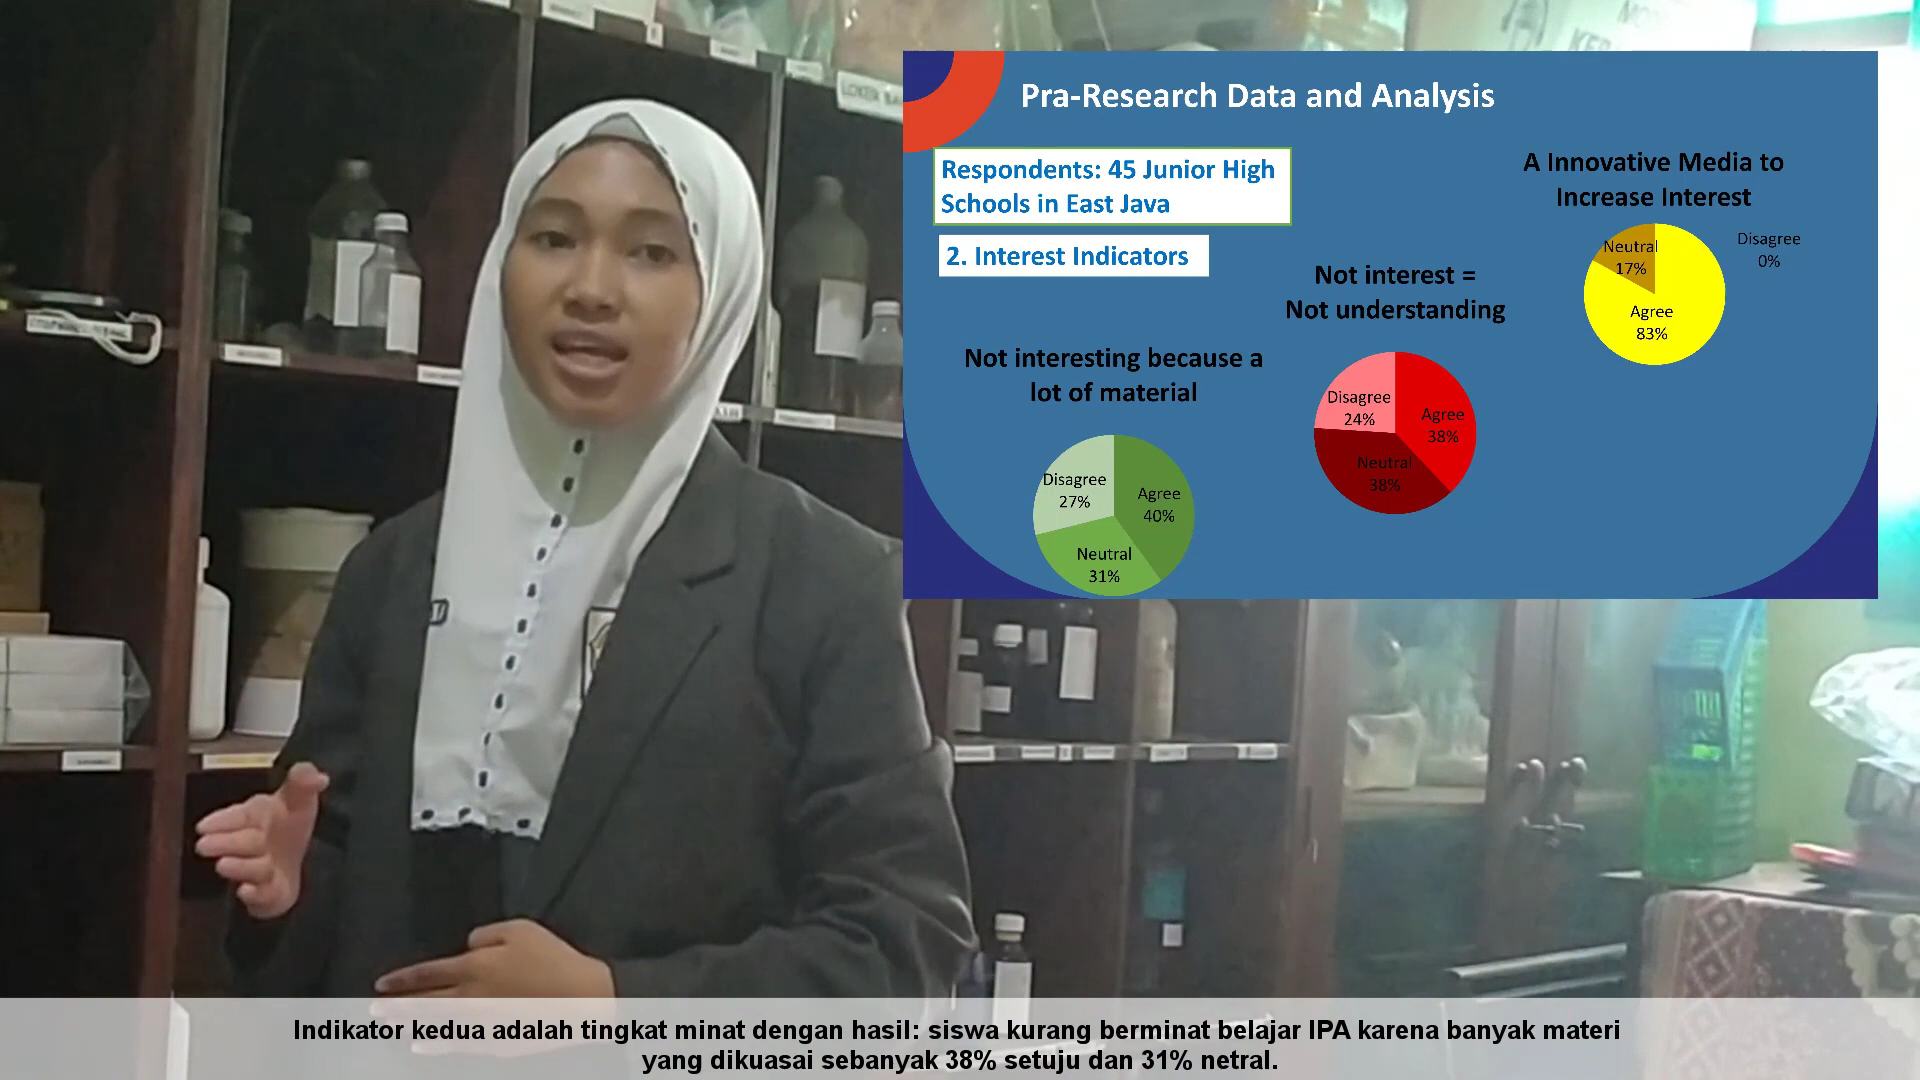 Pra-Research Data and Analysis
Respondents: 45 Junior High
Schools in East Java
2. Interest Indicators
Not interesting because a
lot of material
Disagree
27%
Agree
40%
Neutral
31%
Not interest =
Not understanding
Disagree
24%
Agree
38%
Neutral
38%
A Innovative Media to
Increase Interest
Neutral
17%
Disagree
0%
Agree
83%
Indikator kedua adalah tingkat minat dengan hasil: siswa kurang berminat belajar IPA karena banyak materi
yang dikuasai sebanyak 38% setuju dan 31% netral.